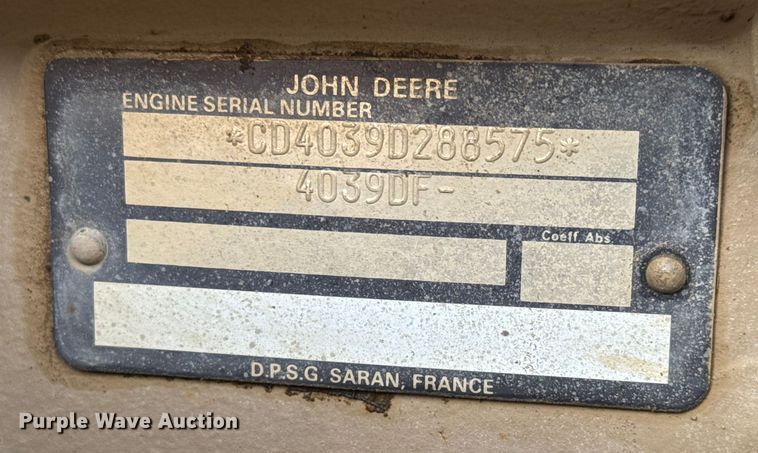 JOHN DEERE
ENGINE SERIAL NUMBER
*CD4039D288575*
4039DF-
Coeff. Abs.
D.P.S.G. SARAN, FRANCE
Purple Wave Auction